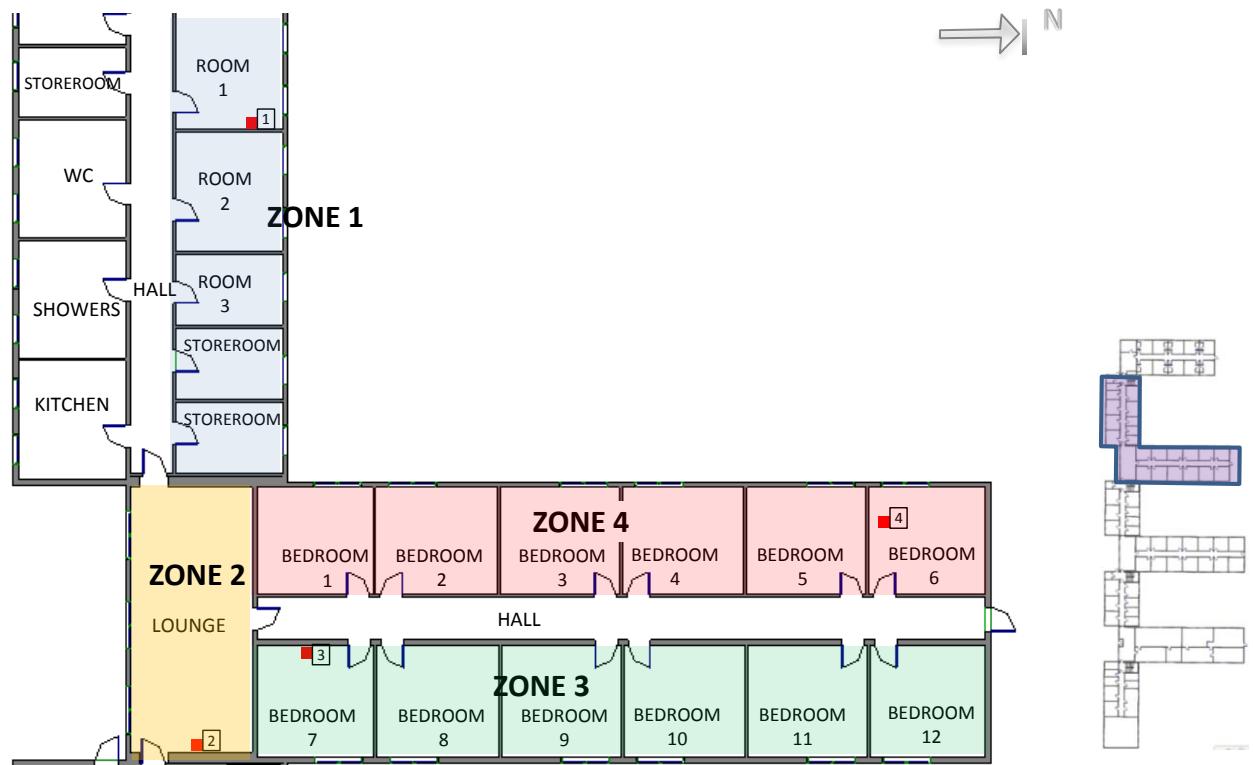 N
STOREROOM
ROOM
1
1
WC
ROOM
2
ZONE 1
HALL
ROOM
3
SHOWERS
STOREROOM
KITCHEN
STOREROOM
ZONE 4
4
BEDROOM
1
BEDROOM
2
BEDROOM
3
BEDROOM
4
BEDROOM
5
BEDROOM
6
ZONE 2
LOUNGE
HALL
3
ZONE 3
BEDROOM
7
BEDROOM
8
BEDROOM
9
BEDROOM
10
BEDROOM
11
BEDROOM
12
2